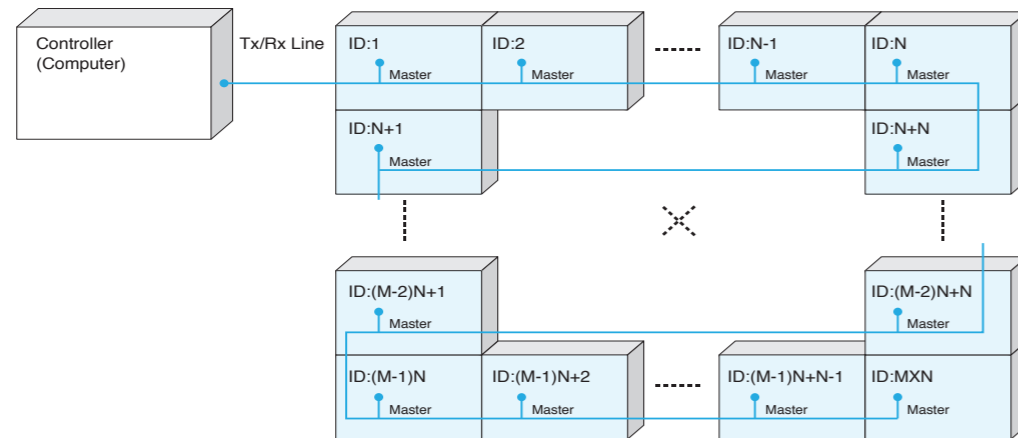 Controller
(Computer)
Tx/Rx Line
ID:1
Master
ID:2
Master
ID:N-1
Master
ID:N
Master
ID:N+1
Master
ID:N+N
Master
ID:(M-2)N+1
Master
ID:(M-2)N+N
Master
ID:(M-1)N
Master
ID:(M-1)N+2
Master
ID:(M-1)N+N-1
Master
ID:MXN
Master